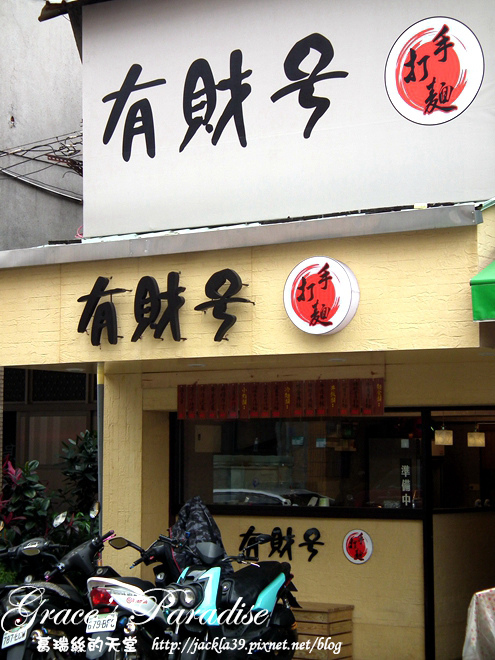 有財号
手打麵
有財号
手打麵
準備中
有財号
Grace's Paradise
葛瑞絲的天堂 http://jackla39.pixnet.net/blog